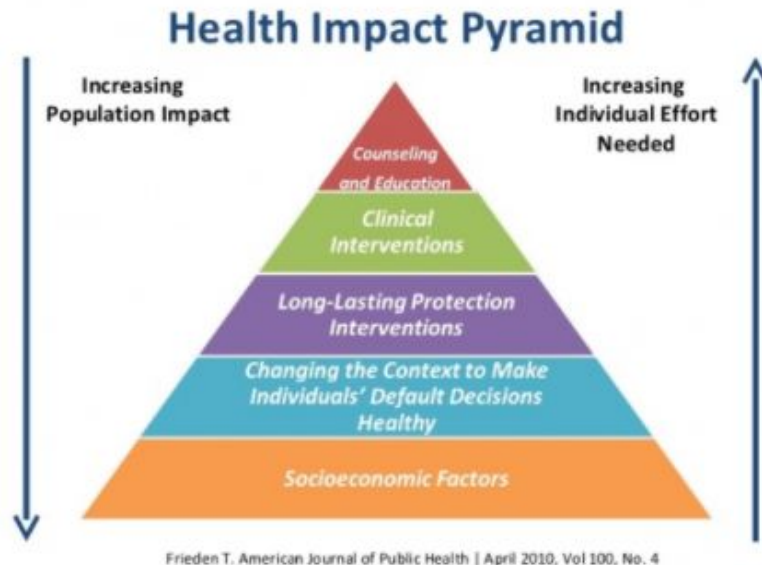 Health Impact Pyramid
Increasing
Population Impact
Increasing
Individual Effort
Needed
Counseling
and Education
Clinical
Interventions
Long-Lasting Protection
Interventions
Changing the Context to Make
Individuals’ Default Decisions
Healthy
Socioeconomic Factors
Frieden T. American Journal of Public Health | April 2010, Vol 100, No. 4